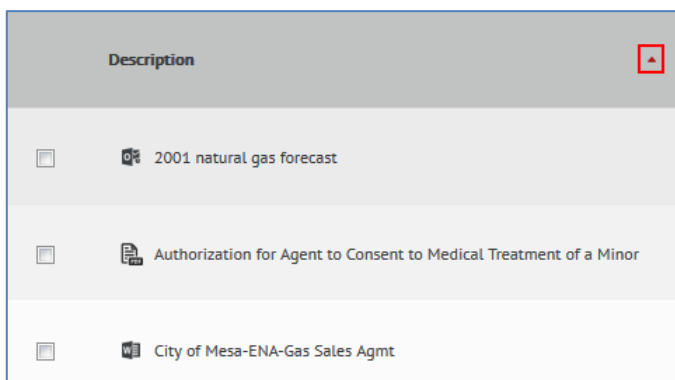 Description
2001 natural gas forecast
Authorization for Agent to Consent to Medical Treatment of a Minor
City of Mesa-ENA-Gas Sales Agmt